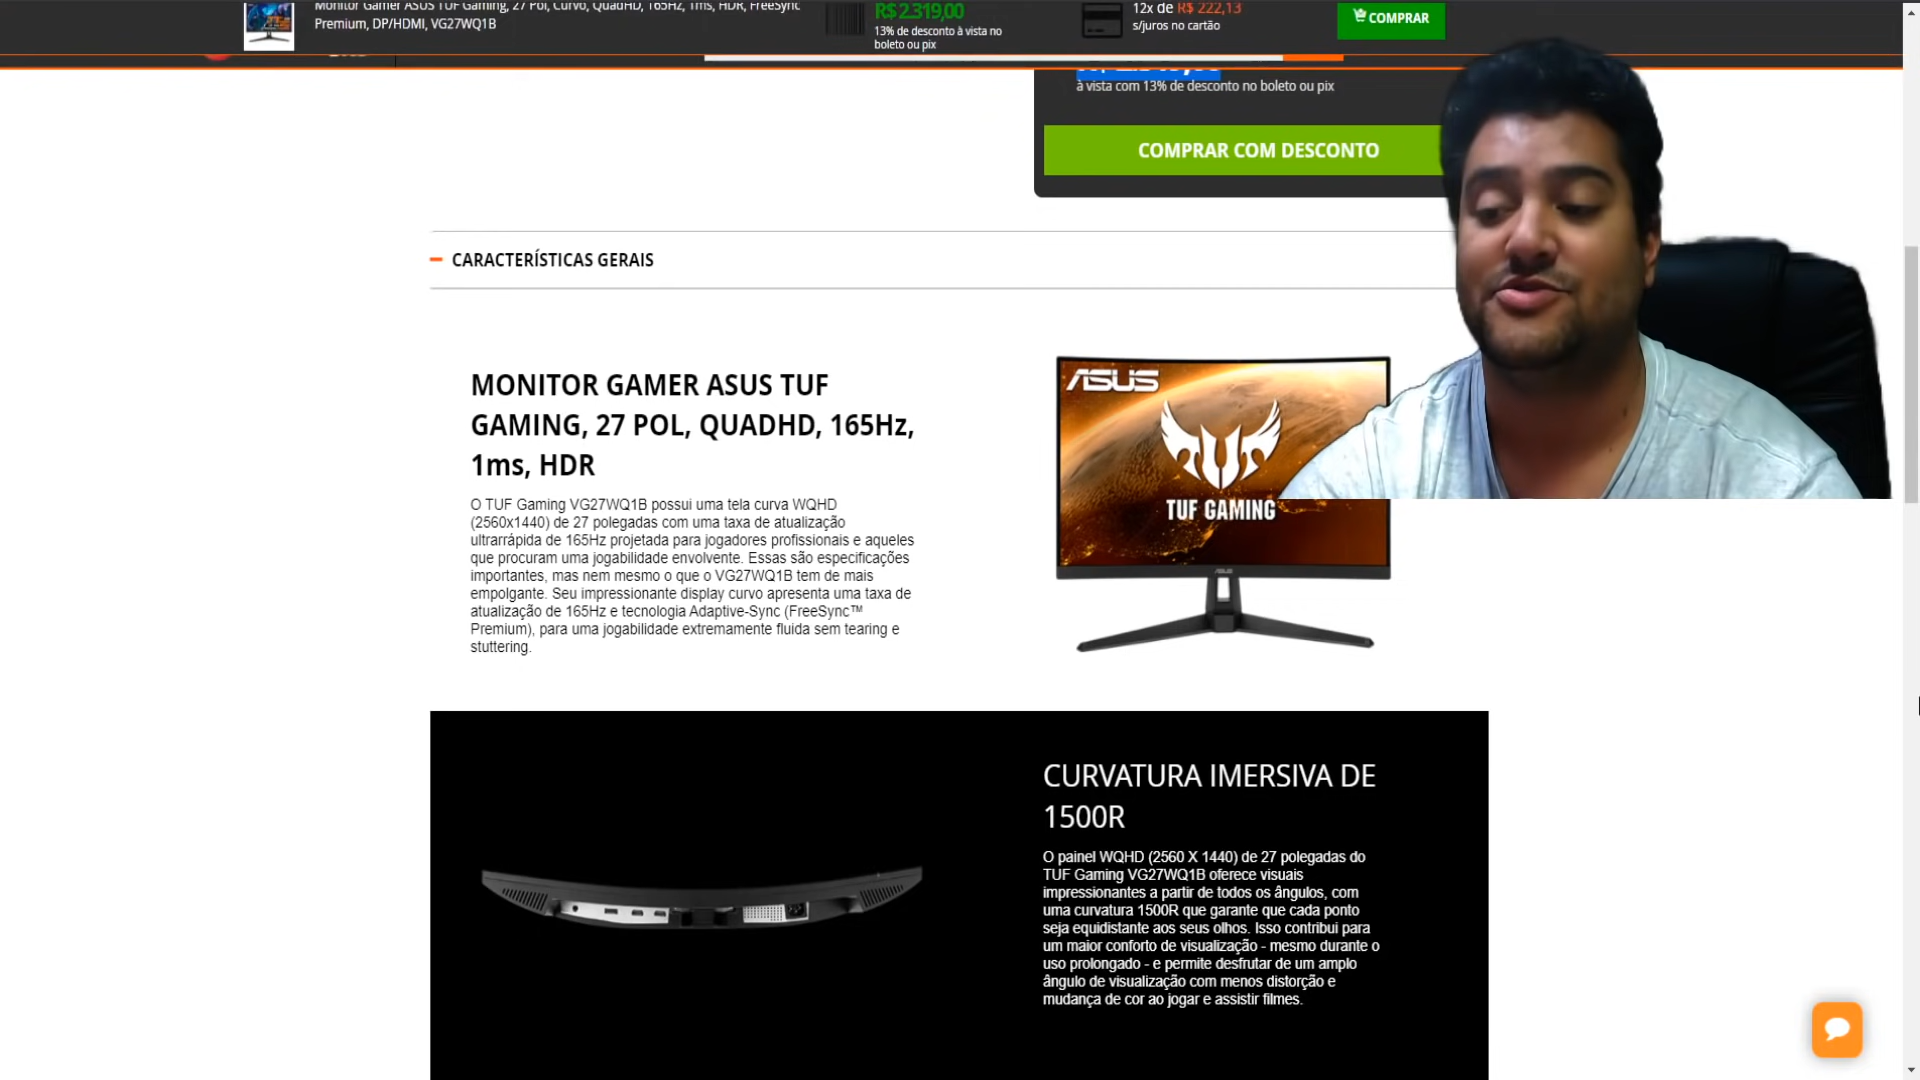 Monitor Gamer ASUS TUF Gaming, 27 Pol, Curvo, QuadHD, 165Hz, 1ms, HDR, FreeSync
Premium, DP/HDMI, VG27WQ1B
R$2.319,00
13% de desconto à vista no
boleto ou pix
12x de R$ 222,13
s/juros no cartão
COMPRAR
à vista com 13% de desconto no boleto ou pix
COMPRAR COM DESCONTO
CARACTERÍSTICAS GERAIS
MONITOR GAMER ASUS TUF
GAMING, 27 POL, QUADHD, 165Hz,
1ms, HDR
O TUF Gaming VG27WQ1B possui uma tela curva WQHD
(2560x1440) de 27 polegadas com uma taxa de atualização
ultrarrápida de 165Hz projetada para jogadores profissionais e aqueles
que procuram uma jogabilidade envolvente. Essas são especificações
importantes, mas nem mesmo o que o VG27WQ1B tem de mais
empolgante. Seu impressionante display curvo apresenta uma taxa de
atualização de 165Hz e tecnologia Adaptive-Sync (FreeSync™
Premium), para uma jogabilidade extremamente fluida sem tearing e
stuttering.
ASUS
TUF GAMING
CURVATURA IMERSIVA DE
1500R
O painel WQHD (2560 X 1440) de 27 polegadas do
TUF Gaming VG27WQ1B oferece visuais
impressionantes a partir de todos os ângulos, com
uma curvatura 1500R que garante que cada ponto
seja equidistante aos seus olhos. Isso contribui para
um maior conforto de visualização - mesmo durante o
uso prolongado - e permite desfrutar de um amplo
ângulo de visualização com menos distorção e
mudança de cor ao jogar e assistir filmes.